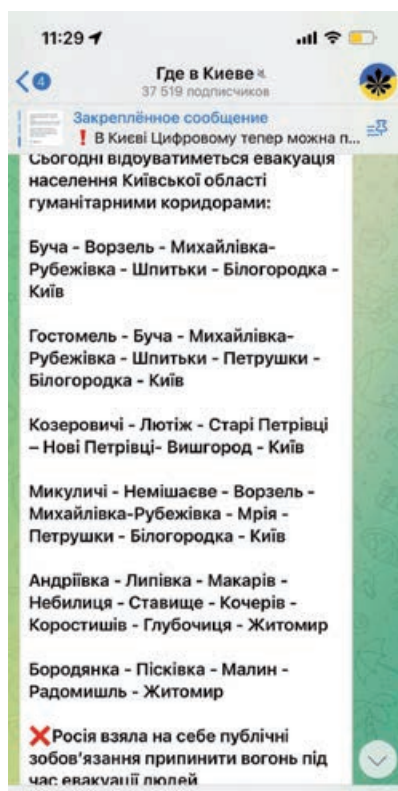 11:29
4
Где в Киеве
37 519 подписчиков
Закреплённое сообщение
❗ В Києві Цифровому тепер можна п...
Сьогодні відбуватиметься евакуація
населення Київської області
гуманітарними коридорами:
Буча - Ворзель - Михайлівка-
Рубежівка - Шпитьки - Білогородка -
Київ
Гостомель - Буча - Михайлівка-
Рубежівка - Шпитьки - Петрушки -
Білогородка - Київ
Козеровичі - Лютіж - Старі Петрівці
– Нові Петрівці- Вишгород - Київ
Микуличі - Немішаєве - Ворзель -
Михайлівка-Рубежівка - Мрія -
Петрушки - Білогородка - Київ
Андріївка - Липівка - Макарів -
Небилиця - Ставище - Кочерів -
Коростишів - Глубочиця - Житомир
Бородянка - Пісківка - Малин -
Радомишль - Житомир
❌Росія взяла на себе публічні
зобов’язання припинити вогонь під
час евакуації людей